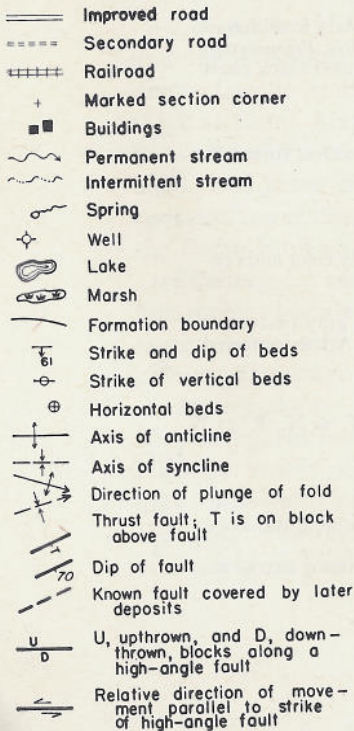 Improved road
Secondary road
Railroad
Marked section corner
Buildings
Permanent stream
Intermittent stream
Spring
Well
Lake
Marsh
Formation boundary
61
Strike and dip of beds
Strike of vertical beds
Horizontal beds
Axis of anticline
Axis of syncline
Direction of plunge of fold
Thrust fault; T is on block
above fault
T
70
Dip of fault
Known fault covered by later
deposits
U
D
U, upthrown, and D, down-
thrown, blocks along a
high-angle fault
Relative direction of move-
ment parallel to strike
of high-angle fault